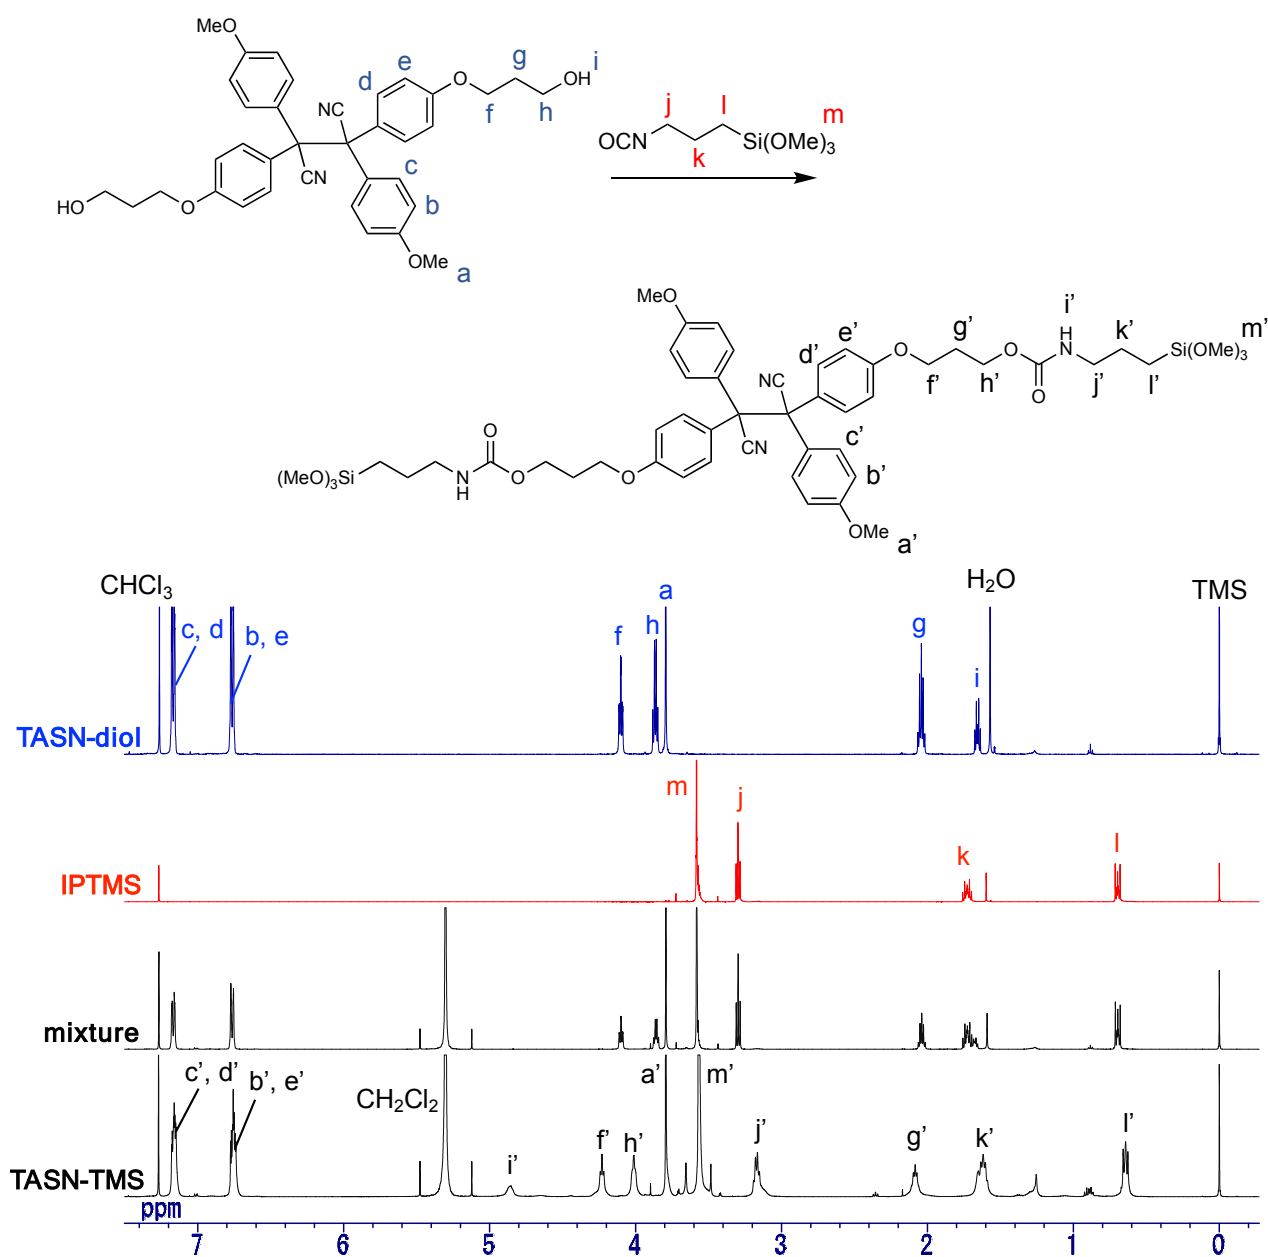 MeO
e
g
OH i
d
O
NC
f
h
j
l
m
OCN
Si(OMe)3
k
CN
c
HO
O
b
OMe
a
MeO
i'
e'
g'
H
N
k'
m'
d'
O
O
Si(OMe)3
NC
f'
h'
O
j'
l'
O
CN
c'
(MeO)3Si
N
H
O
O
b'
OMe
a'
CHCl3
a
H2O
TMS
c, d
b, e
f
h
g
i
TASN-diol
m
j
k
l
IPTMS
mixture
c', d'
b', e'
CH2Cl2
a'
m'
i'
f'
h'
j'
g'
k'
l'
TASN-TMS
ppm
7
6
5
4
3
2
1
0